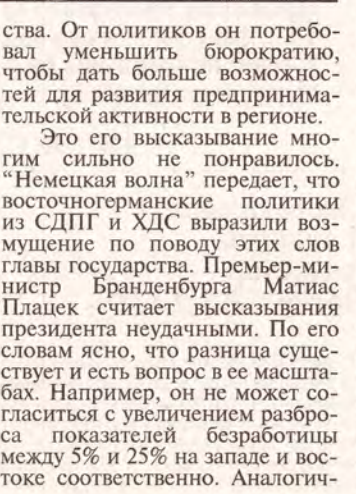 ства. От политиков он потребо-
вал уменьшить бюрократию,
чтобы дать больше возможнос-
тей для развития предпринима-
тельской активности в регионе.
Это его высказывание мно-
гим сильно не понравилось.
“Немецкая волна” передает, что
восточногерманские политики
из СДПГ и ХДС выразили воз-
мущение по поводу этих слов
главы государства. Премьер-ми-
нистр Бранденбурга Матиас
Плацек считает высказывания
президента неудачными. По его
словам ясно, что разница суще-
ствует и есть вопрос в ее масшта-
бах. Например, он не может со-
гласиться с увеличением разбро-
са показателей безработицы
между 5% и 25% на западе и вос-
токе соответственно. Аналогич-